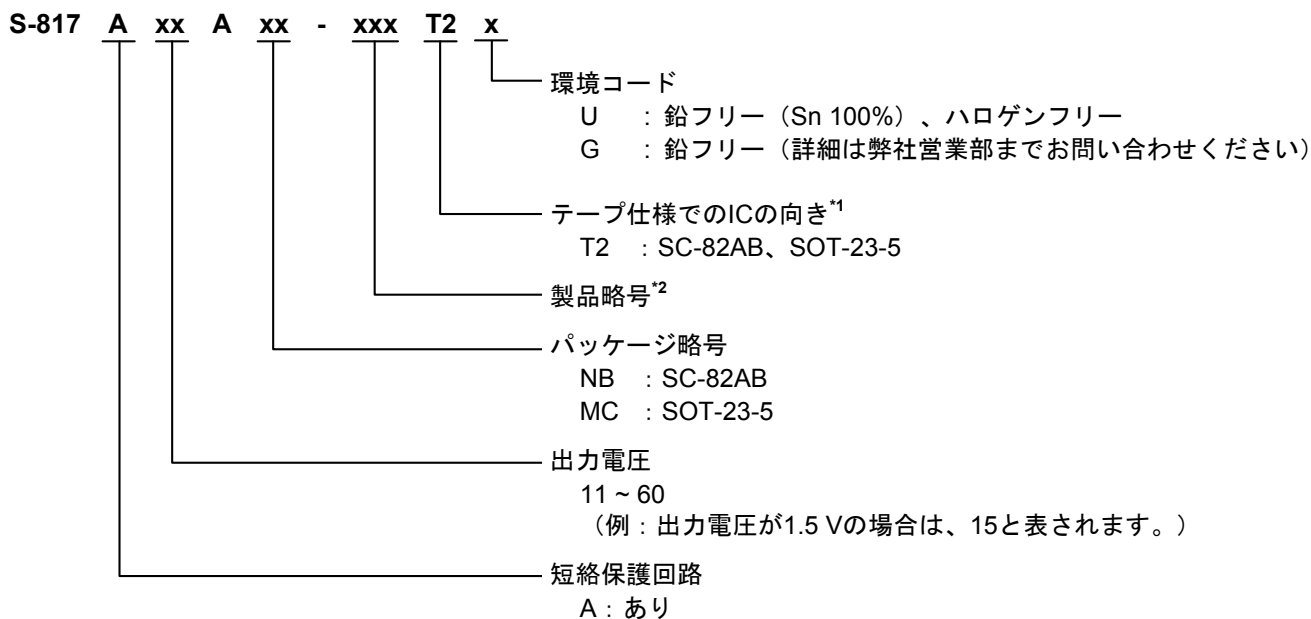 S-817 A xx A xx - xxx T2 x
環境コード
U : 鉛フリー（Sn 100%）、ハロゲンフリー
G : 鉛フリー（詳細は弊社営業部までお問い合わせください）
テープ仕様でのICの向き*1
T2 : SC-82AB、SOT-23-5
製品略号*2
パッケージ略号
NB : SC-82AB
MC : SOT-23-5
出力電圧
11 ~ 60
（例：出力電圧が1.5 Vの場合は、15と表されます。）
短絡保護回路
A：あり